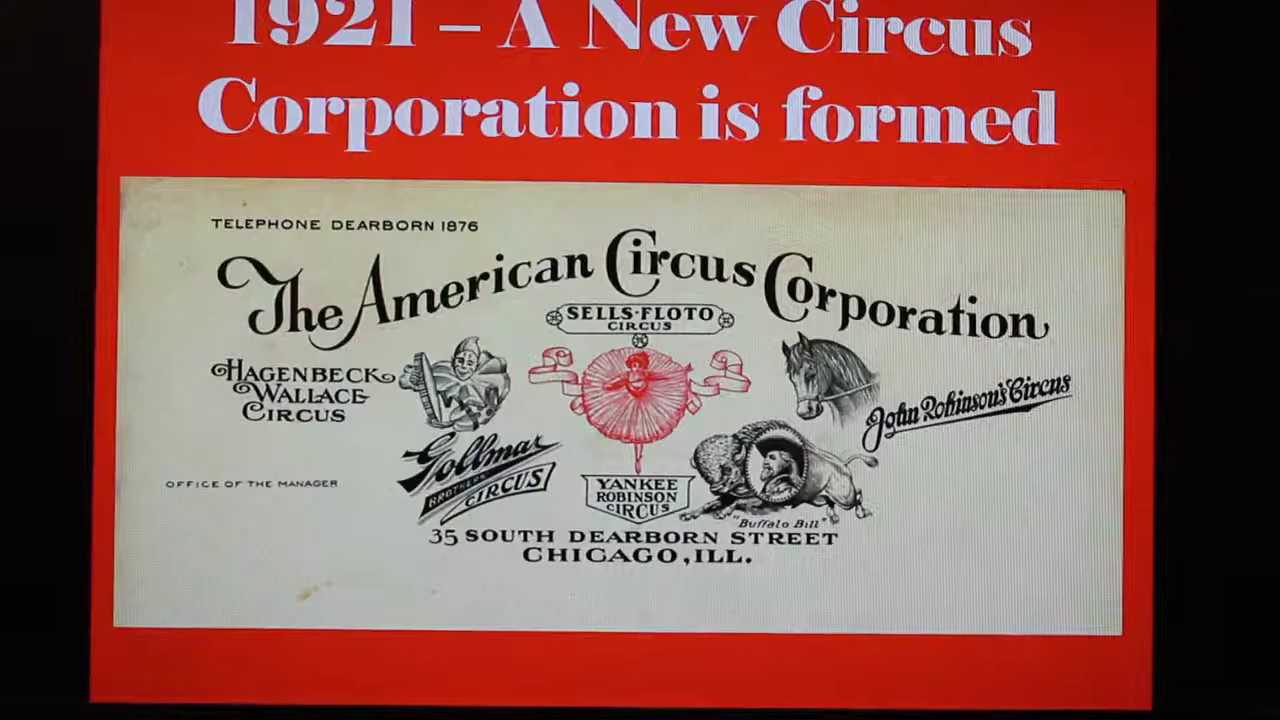 1921 – A New Circus
Corporation is formed
TELEPHONE DEARBORN 1876
The American Circus Corporation
SELLS-FLOTO
CIRCUS
HAGENBECK
WALLACE
CIRCUS
John Robinson's Circus
Gollmar
BROTHERS
CIRCUS
YANKEE
ROBINSON
CIRCUS
"Buffalo Bill"
OFFICE OF THE MANAGER
35 SOUTH DEARBORN STREET
CHICAGO, ILL.